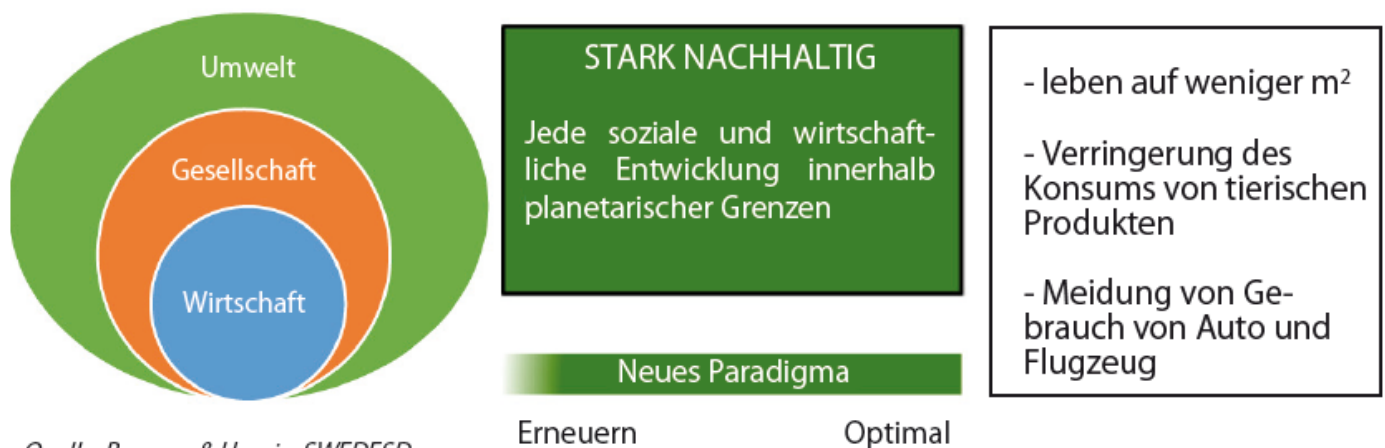 Umwelt
Gesellschaft
Wirtschaft
STARK NACHHALTIG
Jede soziale und wirtschaft-
liche Entwicklung innerhalb
planetarischer Grenzen
Neues Paradigma
Erneuern Optimal
- leben auf weniger m²
- Verringerung des
Konsums von tierischen
Produkten
- Meidung von Ge-
brauch von Auto und
Flugzeug